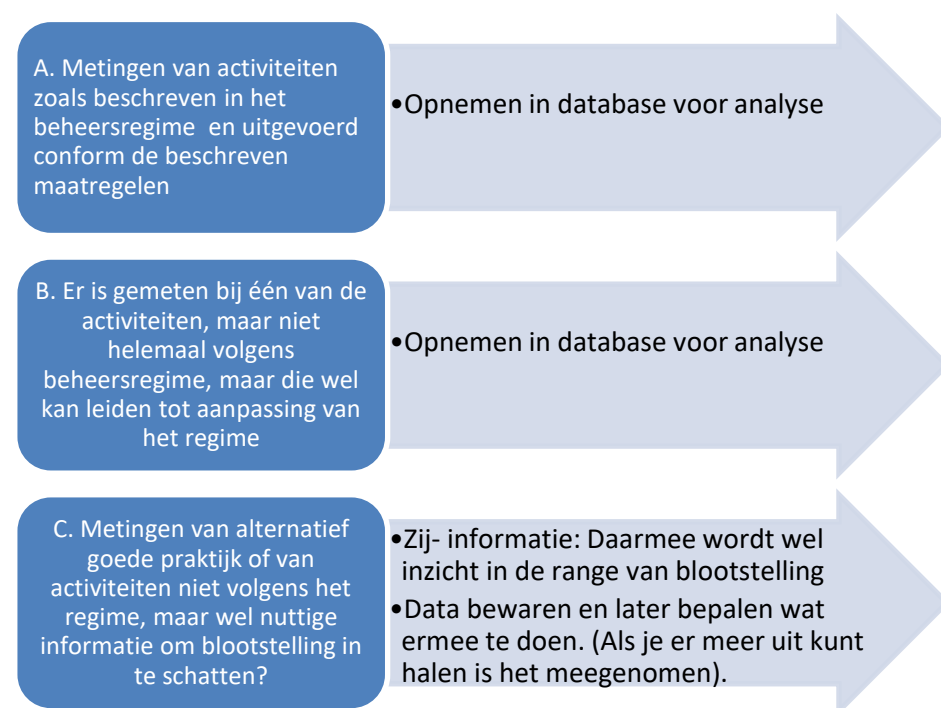 A. Metingen van activiteiten
zoals beschreven in het
beheersregime en uitgevoerd
conform de beschreven
maatregelen
•Opnemen in database voor analyse
B. Er is gemeten bij één van de
activiteiten, maar niet
helemaal volgens
beheersregime, maar die wel
kan leiden tot aanpassing van
het regime
•Opnemen in database voor analyse
C. Metingen van alternatief
goede praktijk of van
activiteiten niet volgens het
regime, maar wel nuttige
informatie om blootstelling in
te schatten?
•Zij- informatie: Daarmee wordt wel
inzicht in de range van blootstelling
•Data bewaren en later bepalen wat
ermee te doen. (Als je er meer uit kunt
halen is het meegenomen).